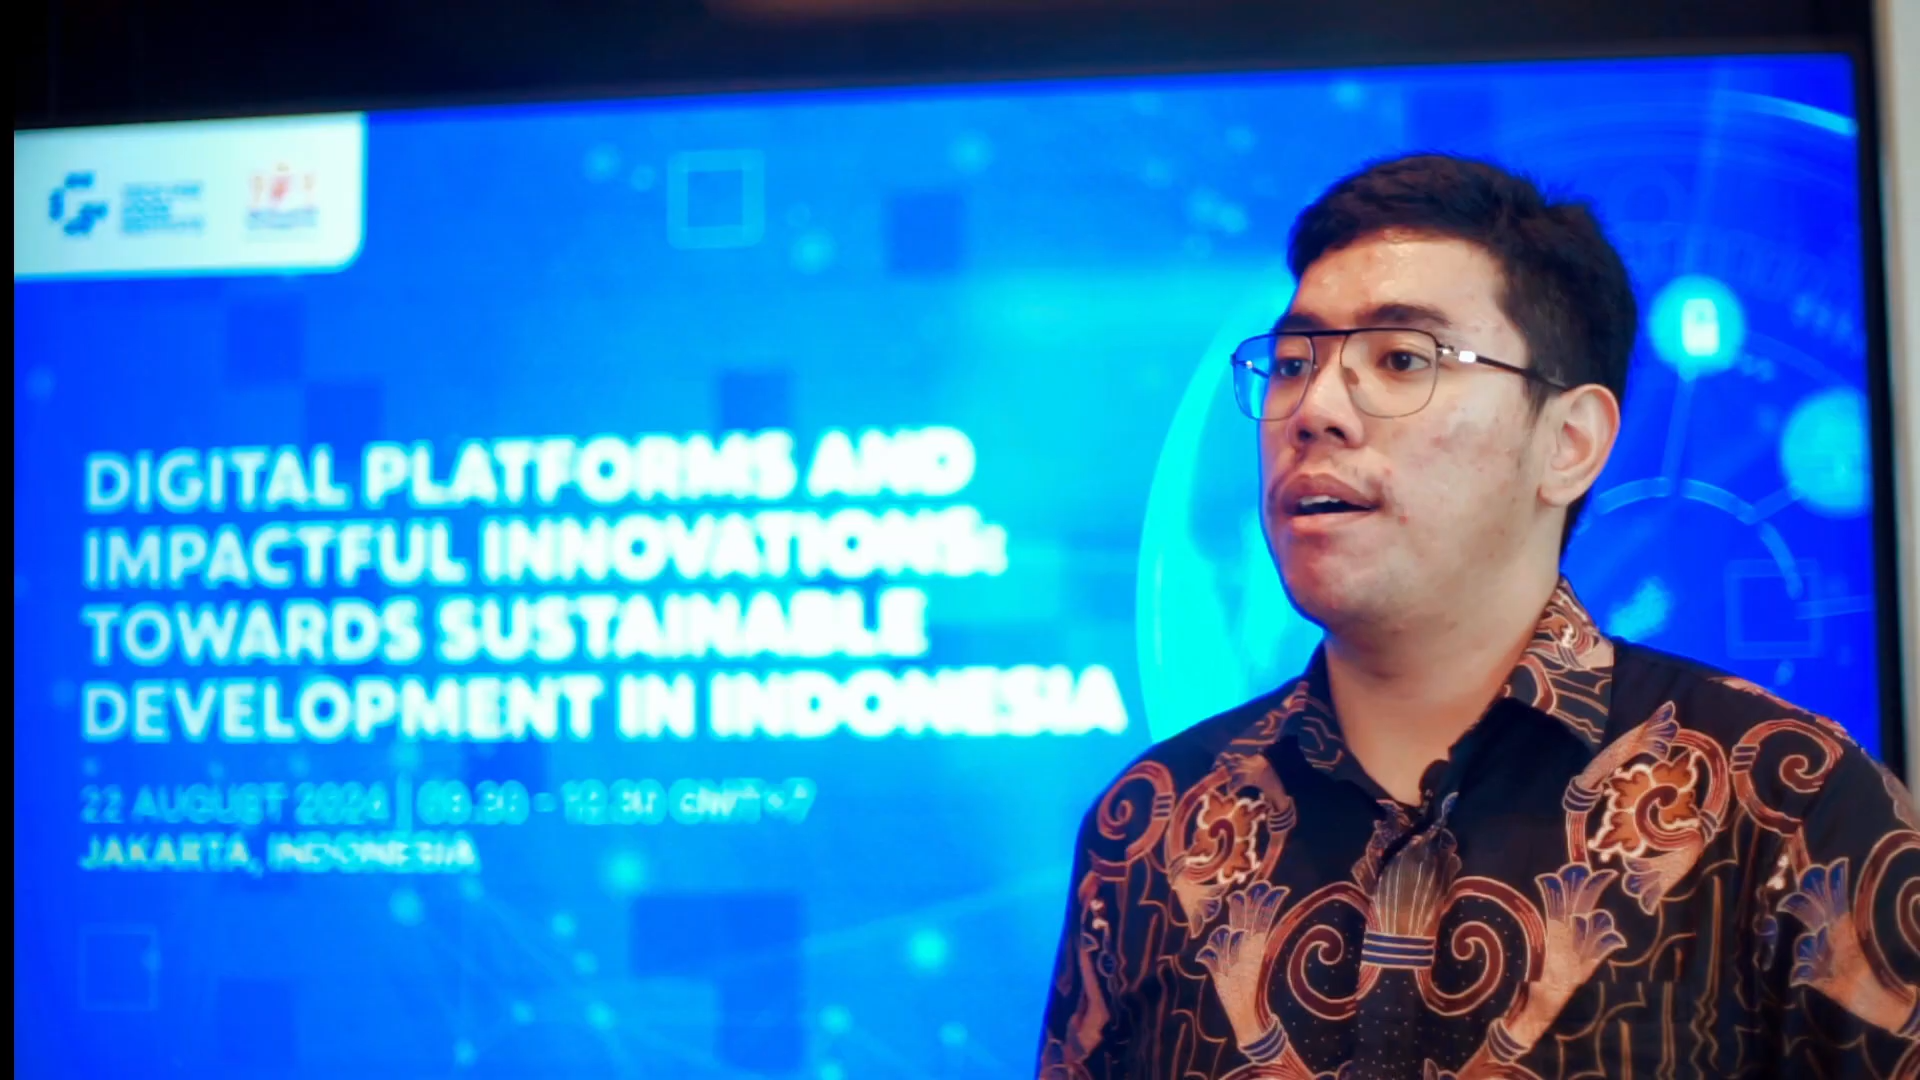 DIGITAL PLATFORMS AND
IMPACTFUL INNOVATIONS:
TOWARDS SUSTAINABLE
DEVELOPMENT IN INDONESIA
22 AUGUST 2024 |
JAKARTA, INDONESIA